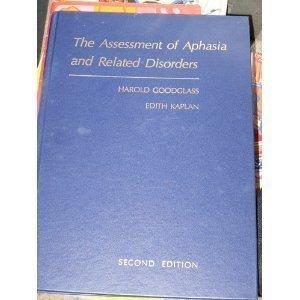 The Assessment of Aphasia
and Related Disorders
HAROLD GOODGLASS
EDITH KAPLAN
SECOND EDITION